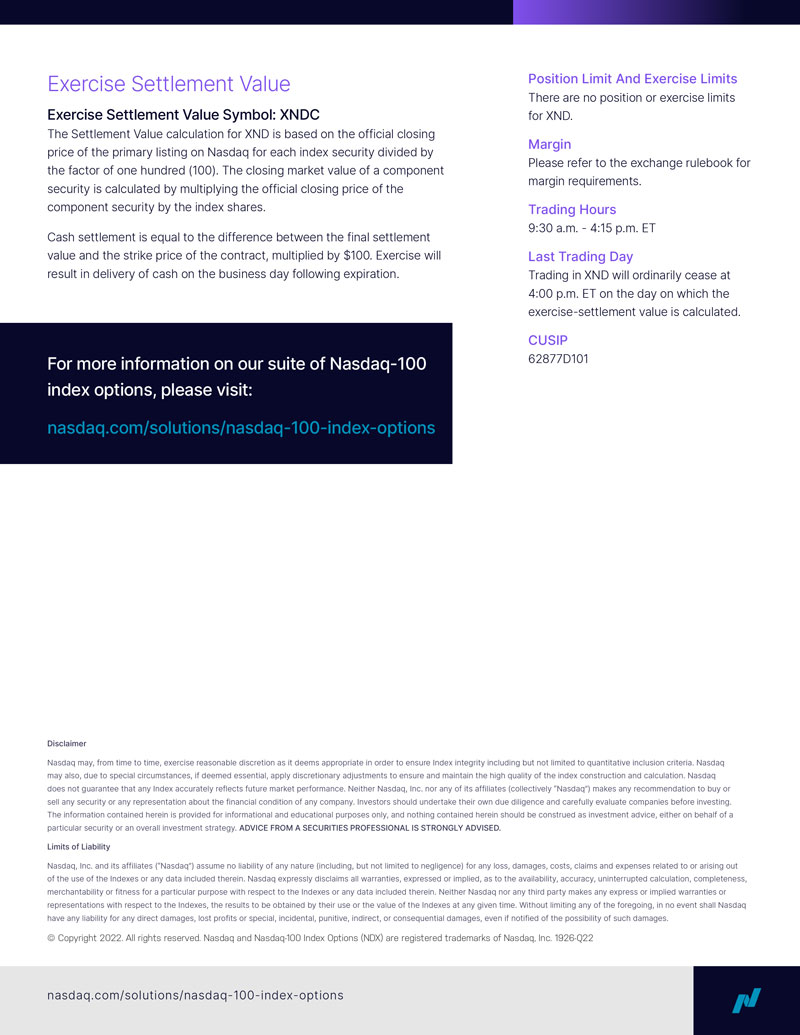 Exercise Settlement Value
Exercise Settlement Value Symbol: XNDC
The Settlement Value calculation for XND is based on the official closing
price of the primary listing on Nasdaq for each index security divided by
the factor of one hundred (100). The closing market value of a component
security is calculated by multiplying the official closing price of the
component security by the index shares.
Cash settlement is equal to the difference between the final settlement
value and the strike price of the contract, multiplied by $100. Exercise will
result in delivery of cash on the business day following expiration.
For more information on our suite of Nasdaq-100
index options, please visit:
nasdaq.com/solutions/nasdaq-100-index-options
Position Limit And Exercise Limits
There are no position or exercise limits
for XND.
Margin
Please refer to the exchange rulebook for
margin requirements.
Trading Hours
9:30 a.m. - 4:15 p.m. ET
Last Trading Day
Trading in XND will ordinarily cease at
4:00 p.m. ET on the day on which the
exercise-settlement value is calculated.
CUSIP
62877D101
Disclaimer
Nasdaq may, from time to time, exercise reasonable discretion as it deems appropriate in order to ensure Index integrity including but not limited to quantitative inclusion criteria. Nasdaq
may also, due to special circumstances, if deemed essential, apply discretionary adjustments to ensure and maintain the high quality of the index construction and calculation. Nasdaq
does not guarantee that any Index accurately reflects future market performance. Neither Nasdaq, Inc. nor any of its affiliates (collectively "Nasdaq") makes any recommendation to buy or
sell any security or any representation about the financial condition of any company. Investors should undertake their own due diligence and carefully evaluate companies before investing.
The information contained herein is provided for informational and educational purposes only, and nothing contained herein should be construed as investment advice, either on behalf of a
particular security or an overall investment strategy. ADVICE FROM A SECURITIES PROFESSIONAL IS STRONGLY ADVISED.
Limits of Liability
Nasdaq, Inc. and its affiliates ("Nasdaq") assume no liability of any nature (including, but not limited to negligence) for any loss, damages, costs, claims and expenses related to or arising out
of the use of the Indexes or any data included therein. Nasdaq expressly disclaims all warranties, expressed or implied, as to the availability, accuracy, uninterrupted calculation, completeness,
merchantability or fitness for a particular purpose with respect to the Indexes or any data included therein. Neither Nasdaq nor any third party makes any express or implied warranties or
representations with respect to the Indexes, the results to be obtained by their use or the value of the Indexes at any given time. Without limiting any of the foregoing, in no event shall Nasdaq
have any liability for any direct damages, lost profits or special, incidental, punitive, indirect, or consequential damages, even if notified of the possibility of such damages.
© Copyright 2022. All rights reserved. Nasdaq and Nasdaq-100 Index Options (NDX) are registered trademarks of Nasdaq, Inc. 1926-Q22
nasdaq.com/solutions/nasdaq-100-index-options